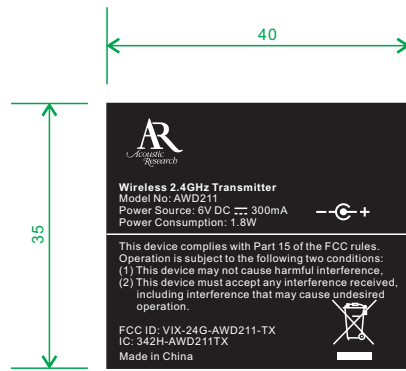 40
35
AR
Acoustic
Research
Wireless 2.4GHz Transmitter
Model No: AWD211
Power Source: 6V DC ⎓ 300mA
Power Consumption: 1.8W
This device complies with Part 15 of the FCC rules.
Operation is subject to the following two conditions:
(1) This device may not cause harmful interference,
(2) This device must accept any interference received,
including interference that may cause undesired
operation.
FCC ID: VIX-24G-AWD211-TX
IC: 342H-AWD211TX
Made in China